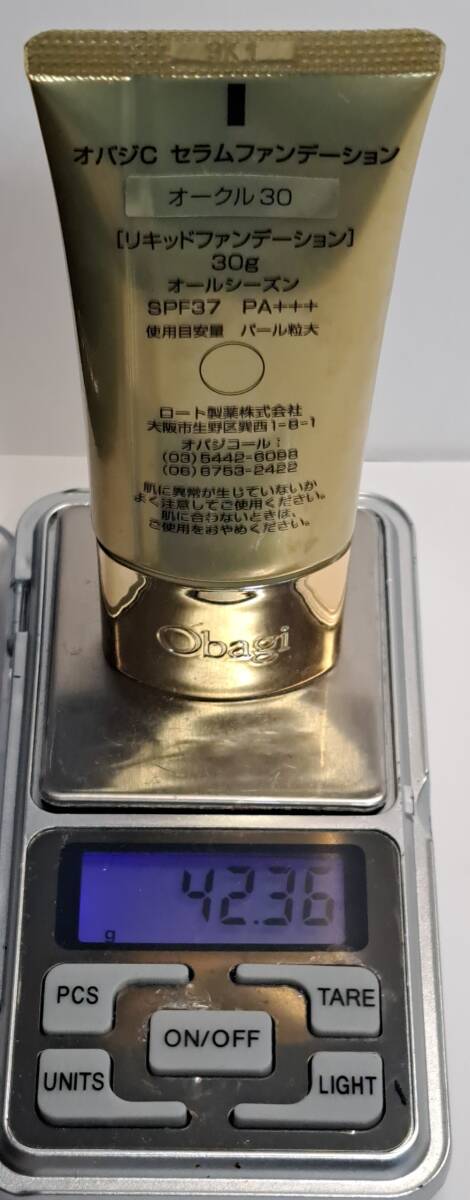 オバジC セラムファンデーション
オークル30
[リキッドファンデーション]
30g
オールシーズン
SPF37 PA+++
使用目安量 パール粒大
ロート製薬株式会社
大阪市生野区巽西1-8-1
オバジコール:
(03)5442-6098
(06)6753-2422
肌に異常が生じていないか
よく注意してご使用ください。
肌に合わないときは、
ご使用をおやめください。
Obagi
42.36
g
PCS
TARE
ON/OFF
UNITS
LIGHT